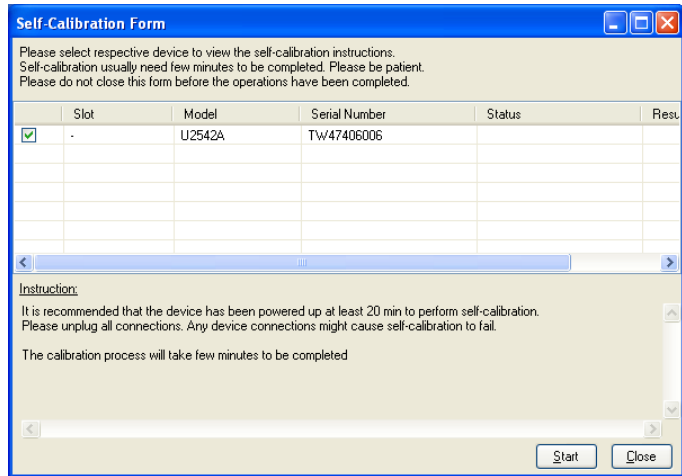 Self-Calibration Form
Please select respective device to view the self-calibration instructions.
Self-calibration usually need few minutes to be completed. Please be patient.
Please do not close this form before the operations have been completed.
Slot Model Serial Number Status Resu
- U2542A TW47406006
Instruction:
It is recommended that the device has been powered up at least 20 min to perform self-calibration.
Please unplug all connections. Any device connections might cause self-calibration to fail.
The calibration process will take few minutes to be completed
Start Close